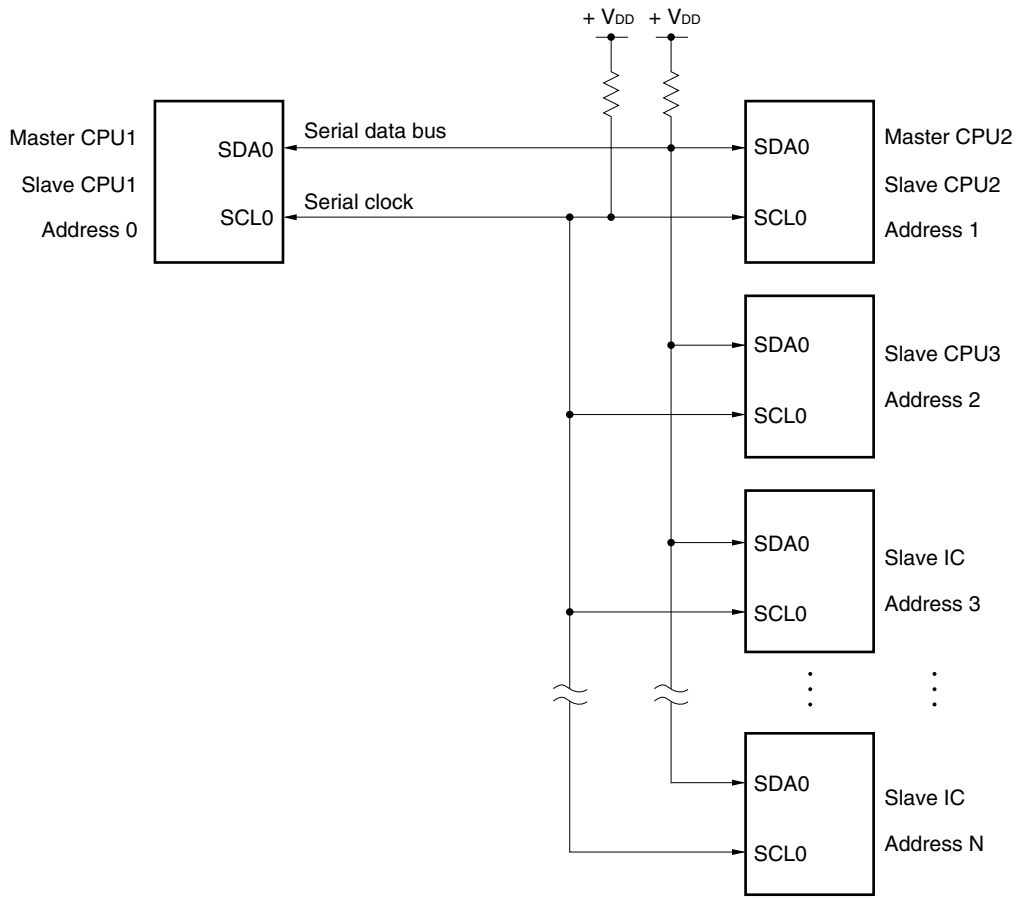 + VDD + VDD
Master CPU1
Slave CPU1
Address 0
SDA0
SCL0
Serial data bus
Serial clock
SDA0
SCL0
Master CPU2
Slave CPU2
Address 1
SDA0
SCL0
Slave CPU3
Address 2
SDA0
SCL0
Slave IC
Address 3
SDA0
SCL0
Slave IC
Address N